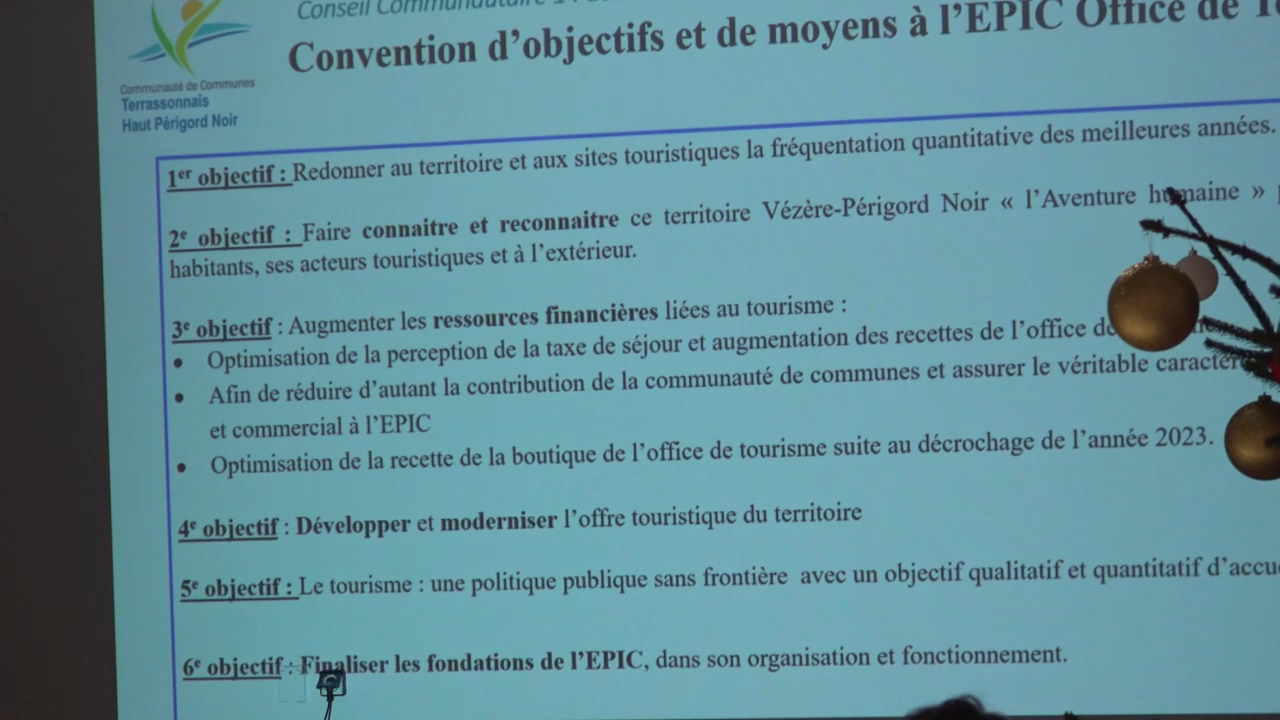 Conseil Communautaire
Convention d’objectifs et de moyens à l’EPIC Office de
Communauté de Communes
Terrassonnais
Haut Périgord Noir
1er objectif : Redonner au territoire et aux sites touristiques la fréquentation quantitative des meilleures années.
2e objectif : Faire connaitre et reconnaitre ce territoire Vézère-Périgord Noir « l’Aventure humaine »
habitants, ses acteurs touristiques et à l’extérieur.
3e objectif : Augmenter les ressources financières liées au tourisme :
• Optimisation de la perception de la taxe de séjour et augmentation des recettes de l’office de
• Afin de réduire d’autant la contribution de la communauté de communes et assurer le véritable caractère
et commercial à l’EPIC
• Optimisation de la recette de la boutique de l’office de tourisme suite au décrochage de l’année 2023.
4e objectif : Développer et moderniser l’offre touristique du territoire
5e objectif : Le tourisme : une politique publique sans frontière avec un objectif qualitatif et quantitatif
6e objectif : Finaliser les fondations de l’EPIC, dans son organisation et fonctionnement.